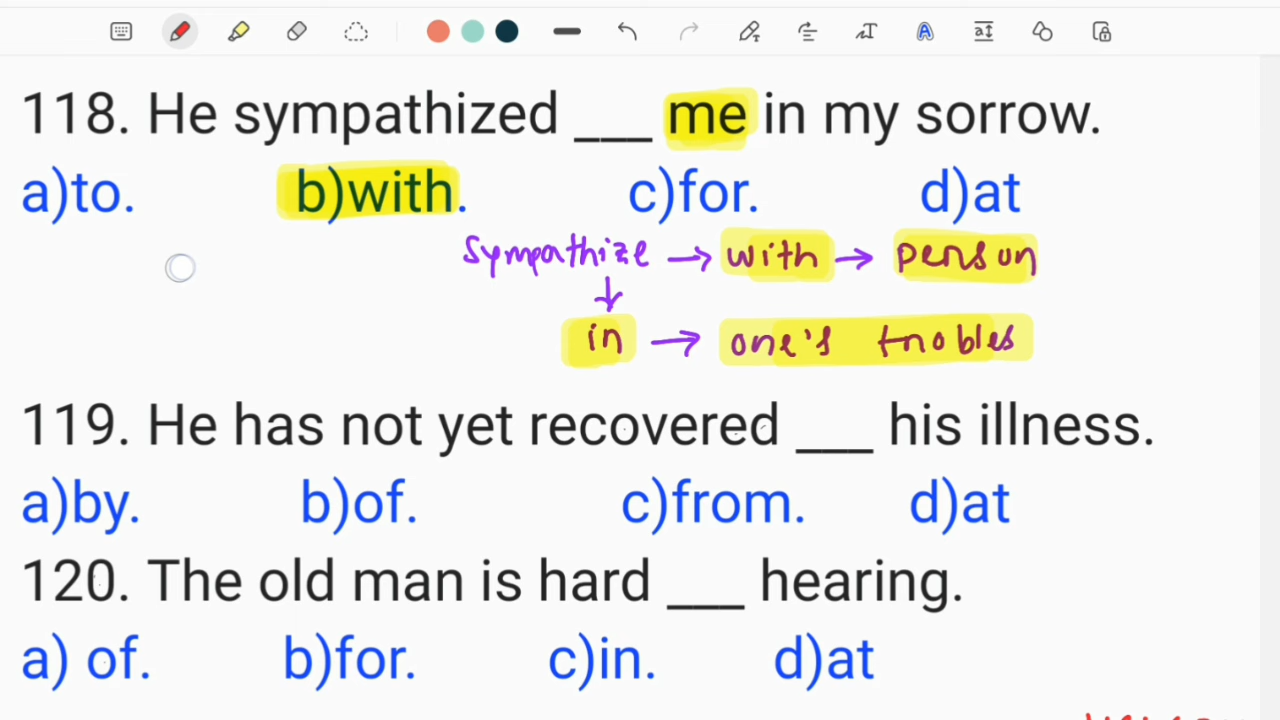 118. He sympathized ___ me in my sorrow.
a)to. b)with. c)for. d)at
Sympathize → with → person
↓
in → one's trobles
119. He has not yet recovered ___ his illness.
a)by. b)of. c)from. d)at
120. The old man is hard ___ hearing.
a) of. b)for. c)in. d)at